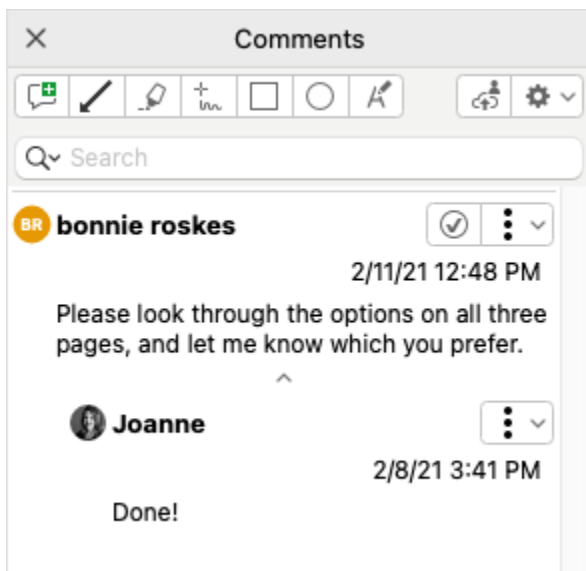 Comments
Search
BR bonnie roskes
2/11/21 12:48 PM
Please look through the options on all three
pages, and let me know which you prefer.
Joanne
2/8/21 3:41 PM
Done!